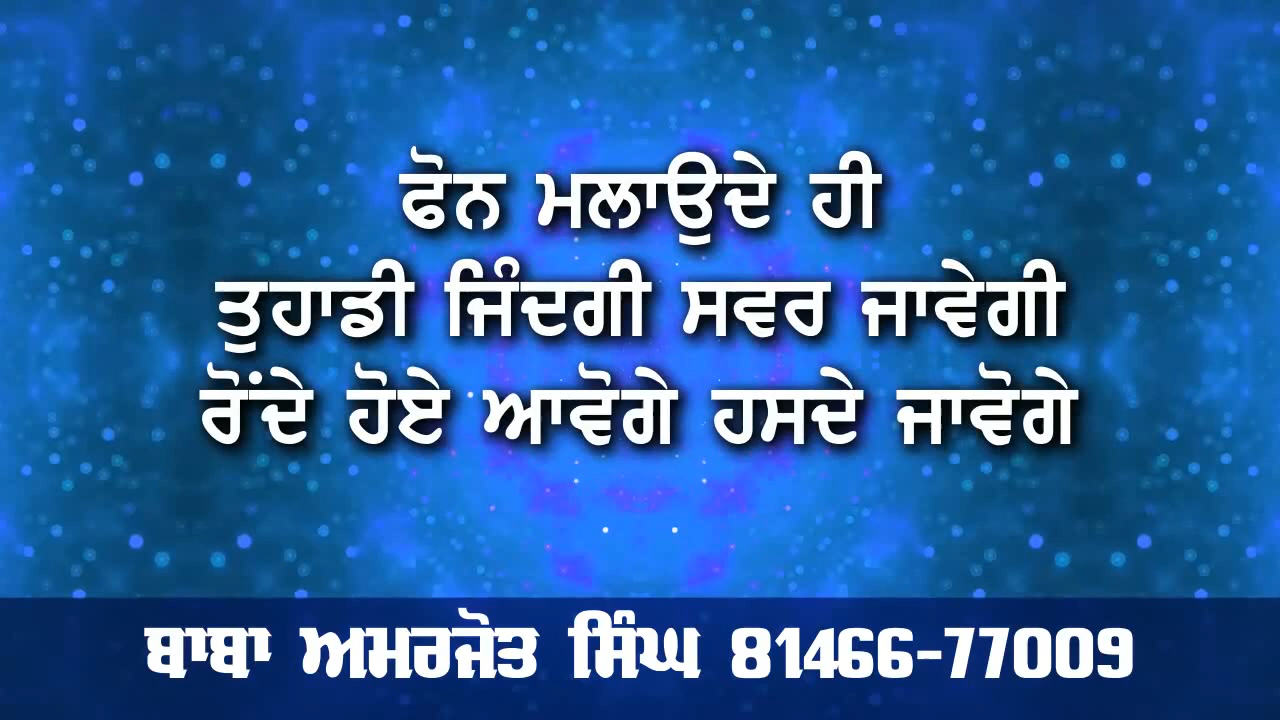 ਫੋਨ ਮਲਾਉਦੇ ਹੀ
ਤੁਹਾਡੀ ਜਿੰਦਗੀ ਸਵਰ ਜਾਵੇਗੀ
ਰੋਂਦੇ ਹੋਏ ਆਵੋਗੇ ਹਸਦੇ ਜਾਵੋਗੇ
ਬਾਬਾ ਅਮਰਜੋਤ ਸਿੰਘ 81466-77009